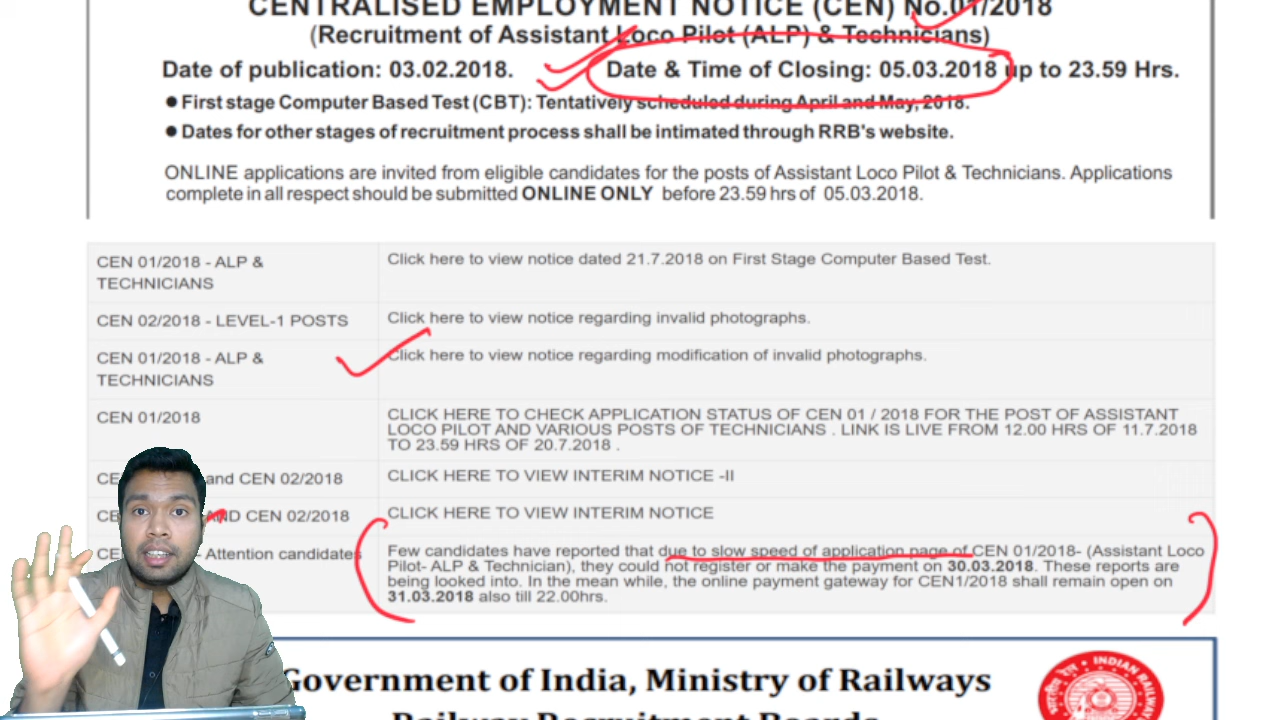 CENTRALISED EMPLOYMENT NOTICE (CEN) No.01/2018
(Recruitment of Assistant Loco Pilot (ALP) & Technicians)
Date of publication: 03.02.2018. Date & Time of Closing: 05.03.2018 up to 23.59 Hrs.
● First stage Computer Based Test (CBT): Tentatively scheduled during April and May, 2018.
● Dates for other stages of recruitment process shall be intimated through RRB's website.
ONLINE applications are invited from eligible candidates for the posts of Assistant Loco Pilot & Technicians. Applications
complete in all respect should be submitted ONLINE ONLY before 23.59 hrs of 05.03.2018.
CEN 01/2018 - ALP &
TECHNICIANS
Click here to view notice dated 21.7.2018 on First Stage Computer Based Test.
CEN 02/2018 - LEVEL-1 POSTS
Click here to view notice regarding invalid photographs.
CEN 01/2018 - ALP &
TECHNICIANS
Click here to view notice regarding modification of invalid photographs.
CEN 01/2018
CLICK HERE TO CHECK APPLICATION STATUS OF CEN 01 / 2018 FOR THE POST OF ASSISTANT
LOCO PILOT AND VARIOUS POSTS OF TECHNICIANS . LINK IS LIVE FROM 12.00 HRS OF 11.7.2018
TO 23.59 HRS OF 20.7.2018 .
and CEN 02/2018
CLICK HERE TO VIEW INTERIM NOTICE -II
AND CEN 02/2018
CLICK HERE TO VIEW INTERIM NOTICE
- Attention candidates
Few candidates have reported that due to slow speed of application page of CEN 01/2018- (Assistant Loco
Pilot- ALP & Technician), they could not register or make the payment on 30.03.2018. These reports are
being looked into. In the mean while, the online payment gateway for CEN1/2018 shall remain open on
31.03.2018 also till 22.00hrs.
Government of India, Ministry of Railways
Railway Recruitment Boards
INDIAN